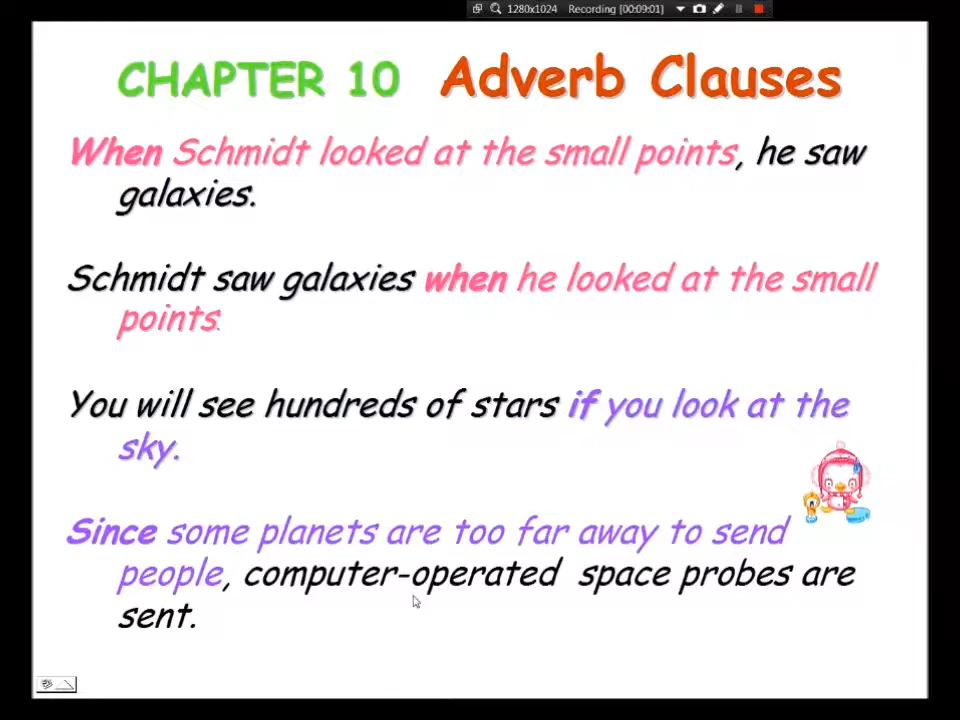 1280x1024 Recording [00:09:01]
CHAPTER 10 Adverb Clauses
When Schmidt looked at the small points, he saw
galaxies.
Schmidt saw galaxies when he looked at the small
points.
You will see hundreds of stars if you look at the
sky.
Since some planets are too far away to send
people, computer-operated space probes are
sent.